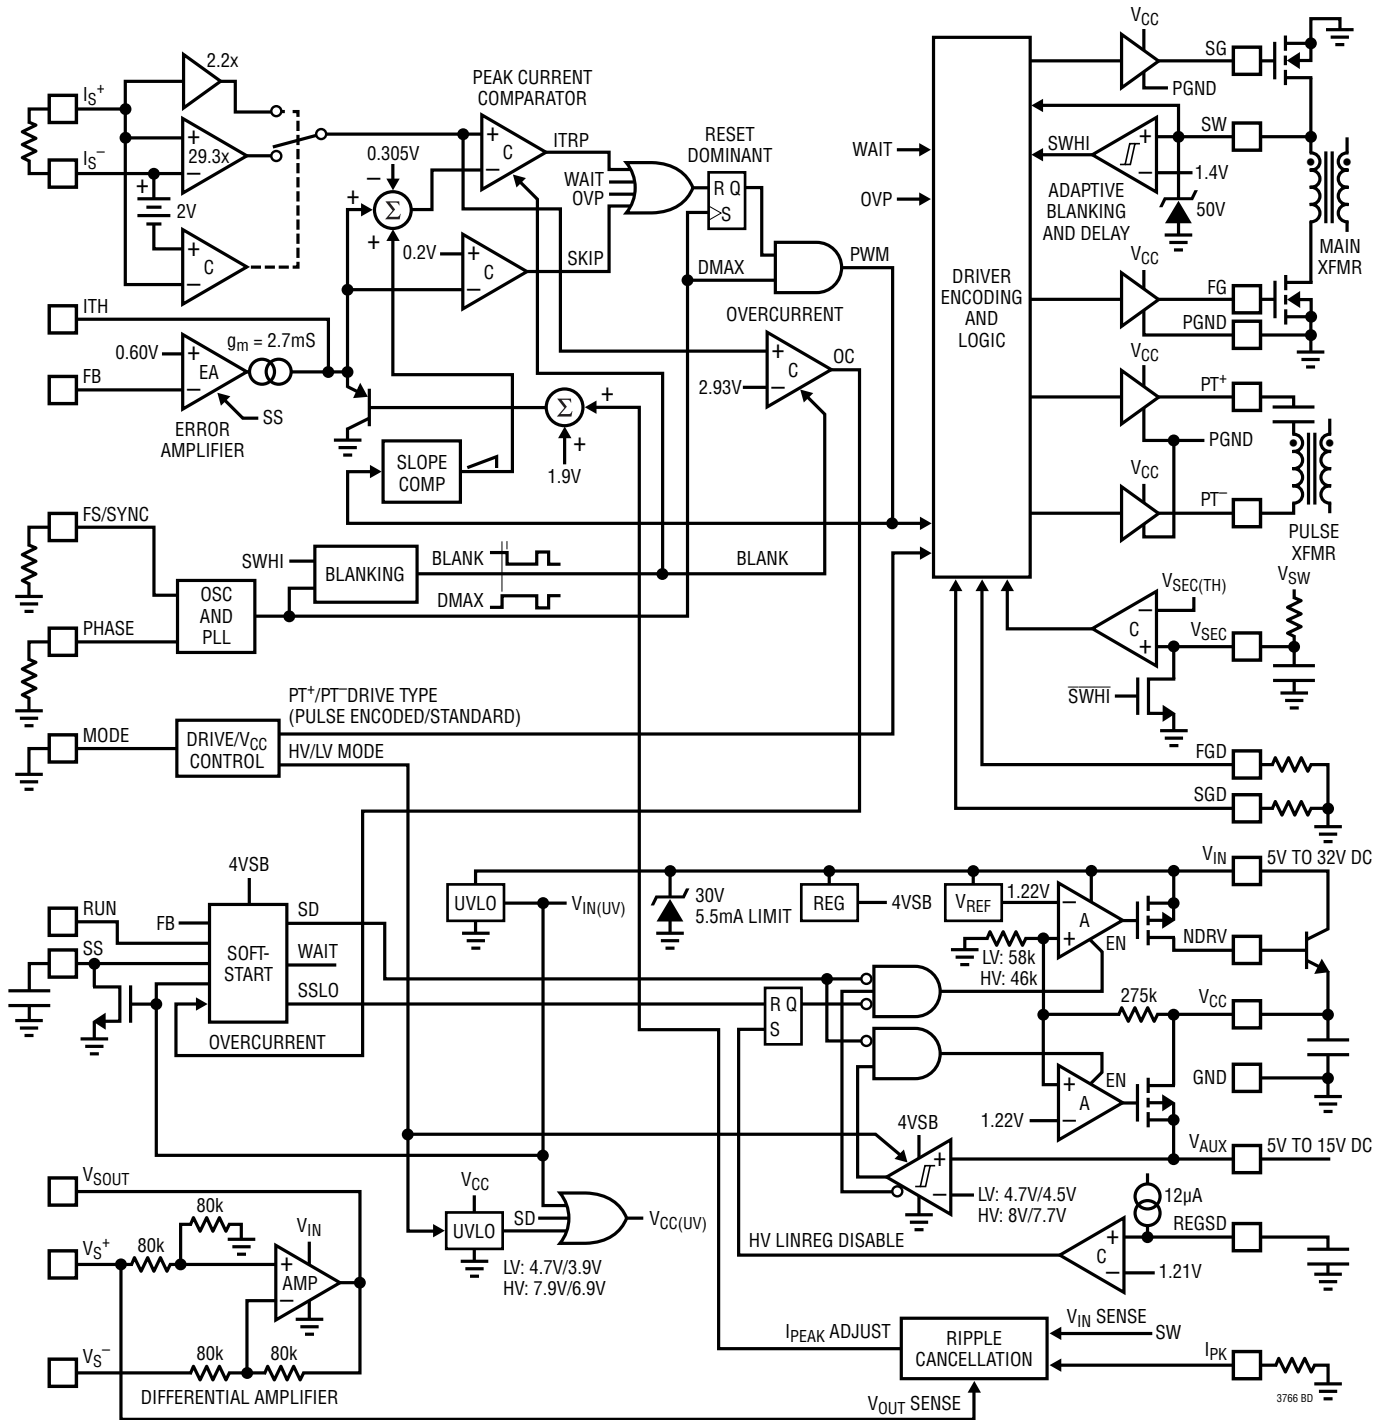 2.2x
PEAK CURRENT
COMPARATOR
IS+
+
29.3x
−
IS−
+
2V
+
C
−
0.305V
−
+
Σ
+
+
C
−
ITRP
WAIT
OVP
RESET
DOMINANT
R Q
S
0.2V
+
C
−
SKIP
DMAX
PWM
WAIT
OVP
DRIVER
ENCODING
AND
LOGIC
VCC
SG
PGND
SWHI
+
−
SW
1.4V
ADAPTIVE
BLANKING
AND DELAY
50V
MAIN
XFMR
VCC
FG
PGND
VCC
PT+
PGND
VCC
PT−
PULSE
XFMR
ITH
gm = 2.7mS
0.60V
+
EA
−
FB
SS
ERROR
AMPLIFIER
OVERCURRENT
+
C
−
OC
2.93V
Σ
+
+
1.9V
SLOPE
COMP
FS/SYNC
SWHI
BLANKING
BLANK
BLANK
DMAX
OSC
AND
PLL
PHASE
VSW
VSEC(TH)
−
C
+
VSEC
SWHI
PT+/PT−DRIVE TYPE
(PULSE ENCODED/STANDARD)
MODE
DRIVE/VCC
CONTROL
HV/LV MODE
FGD
SGD
4VSB
RUN
FB
SS
SOFT-
START
SD
WAIT
SSLO
OVERCURRENT
UVLO
VIN(UV)
30V
5.5mA LIMIT
REG
4VSB
VREF
1.22V
−
A
+
EN
LV: 58k
HV: 46k
VIN
5V TO 32V DC
NDRV
275k
VCC
R Q
S
GND
+
A
−
EN
1.22V
4VSB
+
−
VAUX
5V TO 15V DC
LV: 4.7V/4.5V
HV: 8V/7.7V
12µA
REGSD
HV LINREG DISABLE
+
C
−
1.21V
VSOUT
80k
VIN
VS+
80k
+
AMP
−
VCC
UVLO
SD
VCC(UV)
LV: 4.7V/3.9V
HV: 7.9V/6.9V
VS−
80k
80k
DIFFERENTIAL AMPLIFIER
IPEAK ADJUST
RIPPLE
CANCELLATION
VIN SENSE
SW
IPK
VOUT SENSE
3766 BD